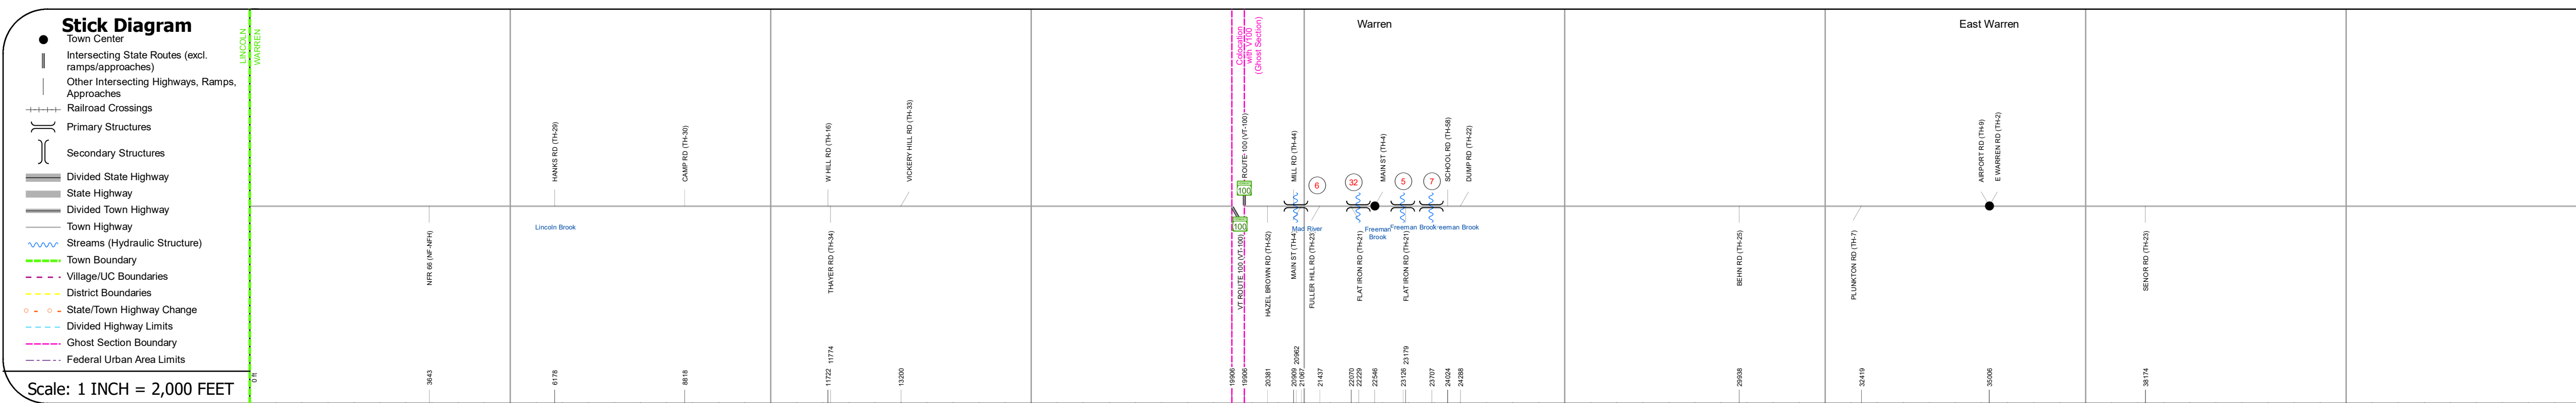 Stick Diagram
Town Center
Intersecting State Routes (excl.
ramps/approaches)
Other Intersecting Highways, Ramps,
Approaches
Railroad Crossings
Primary Structures
Secondary Structures
Divided State Highway
State Highway
Divided Town Highway
Town Highway
Streams (Hydraulic Structure)
Town Boundary
Village/UC Boundaries
District Boundaries
State/Town Highway Change
Divided Highway Limits
Ghost Section Boundary
Federal Urban Area Limits
Scale: 1 INCH = 2,000 FEET
LINCOLN
WARREN
Colocation
with V100
(Ghost Section)
Warren
East Warren
HANKS RD (TH-29)
CAMP RD (TH-30)
W HILL RD (TH-16)
VICKERY HILL RD (TH-33)
ROUTE 100 (VT-100)
MILL RD (TH-44)
MAIN ST (TH-4)
SCHOOL RD (TH-58)
DUMP RD (TH-22)
AIRPORT RD (TH-9)
E WARREN RD (TH-2)
100
6
32
5
7
100
Lincoln Brook
Mad River
Freeman
Brook
Freeman Brook
reeman Brook
NFR 66 (NF-NFH)
THAYER RD (TH-34)
VT ROUTE 100 (VT-100)
HAZEL BROWN RD (TH-52)
MAIN ST (TH-4
FULLER HILL RD (TH-23
FLAT IRON RD (TH-21)
FLAT IRON RD (TH-21)
BEHN RD (TH-25)
PLUNKTON RD (TH-7)
SENOR RD (TH-23)
0 ft
3643
6178
8818
11722
11774
13200
19906
19906
20381
20909
20962
21067
21437
22070
22229
22546
23126
23179
23707
24024
24288
29938
32419
35006
38174